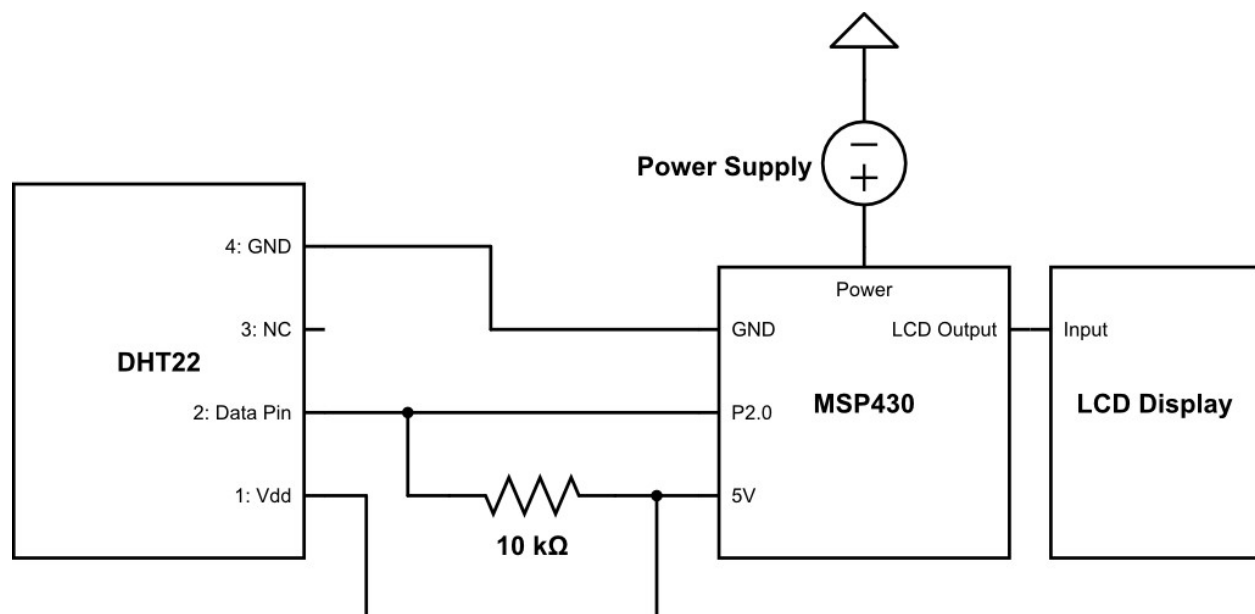 Power Supply
−
+
4: GND
3: NC
DHT22
2: Data Pin
1: Vdd
10 kΩ
Power
GND
LCD Output
MSP430
P2.0
5V
Input
LCD Display